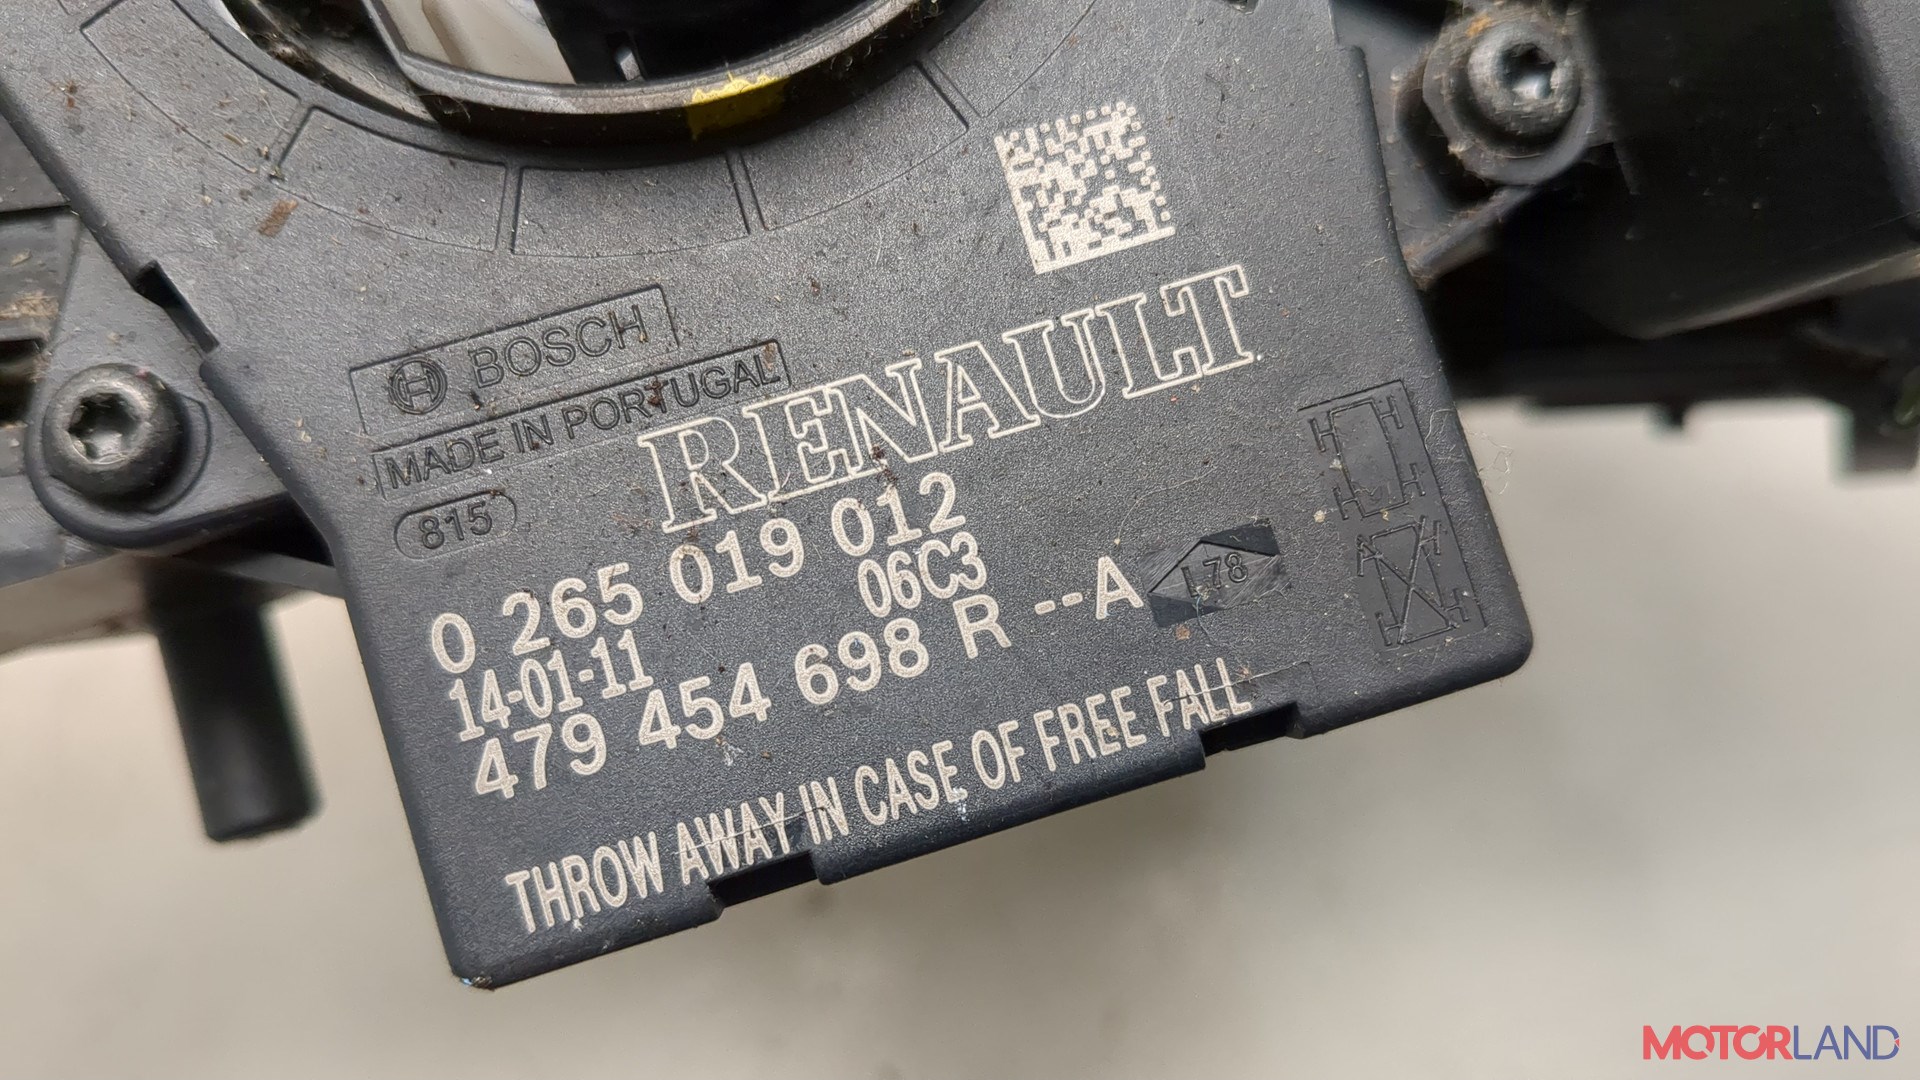 BOSCH
MADE IN PORTUGAL
815
RENAULT
0 265 019 012
14-01-11 06C3
479 454 698 R --A
THROW AWAY IN CASE OF FREE FALL
MOTORLAND